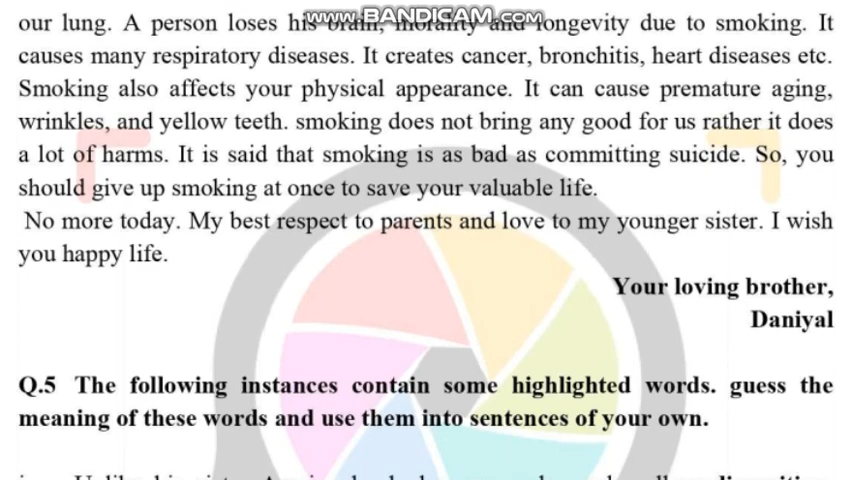 www.BANDICAM.com
our lung. A person loses his brain, morality and longevity due to smoking. It
causes many respiratory diseases. It creates cancer, bronchitis, heart diseases etc.
Smoking also affects your physical appearance. It can cause premature aging,
wrinkles, and yellow teeth. smoking does not bring any good for us rather it does
a lot of harms. It is said that smoking is as bad as committing suicide. So, you
should give up smoking at once to save your valuable life.
No more today. My best respect to parents and love to my younger sister. I wish
you happy life.
Your loving brother,
Daniyal
Q.5 The following instances contain some highlighted words. guess the
meaning of these words and use them into sentences of your own.